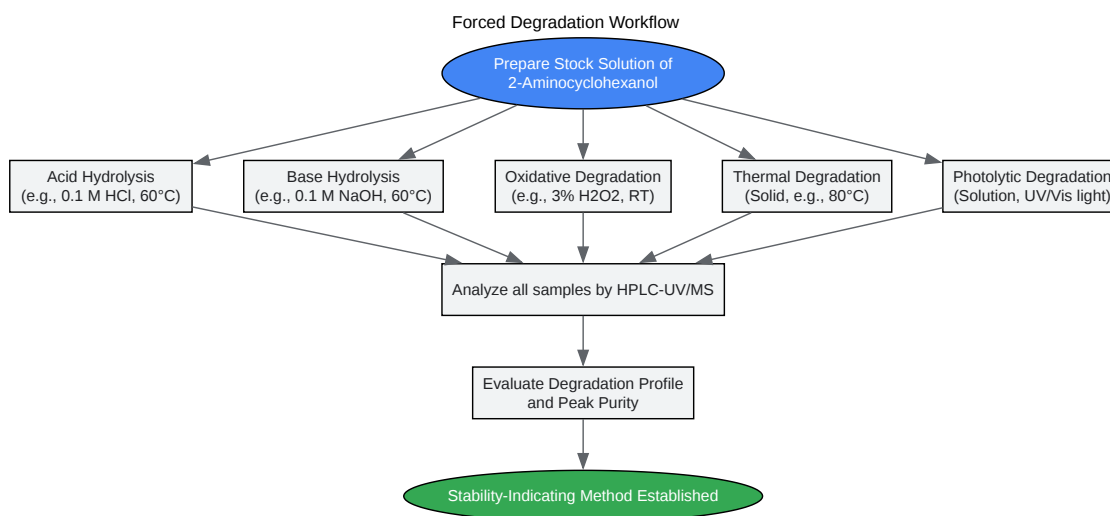 Forced Degradation Workflow
Prepare Stock Solution of
2-Aminocyclohexanol
Acid Hydrolysis
(e.g., 0.1 M HCl, 60°C)
Base Hydrolysis
(e.g., 0.1 M NaOH, 60°C)
Oxidative Degradation
(e.g., 3% H2O2, RT)
Thermal Degradation
(Solid, e.g., 80°C)
Photolytic Degradation
(Solution, UV/Vis light)
Analyze all samples by HPLC-UV/MS
Evaluate Degradation Profile
and Peak Purity
Stability-Indicating Method Established